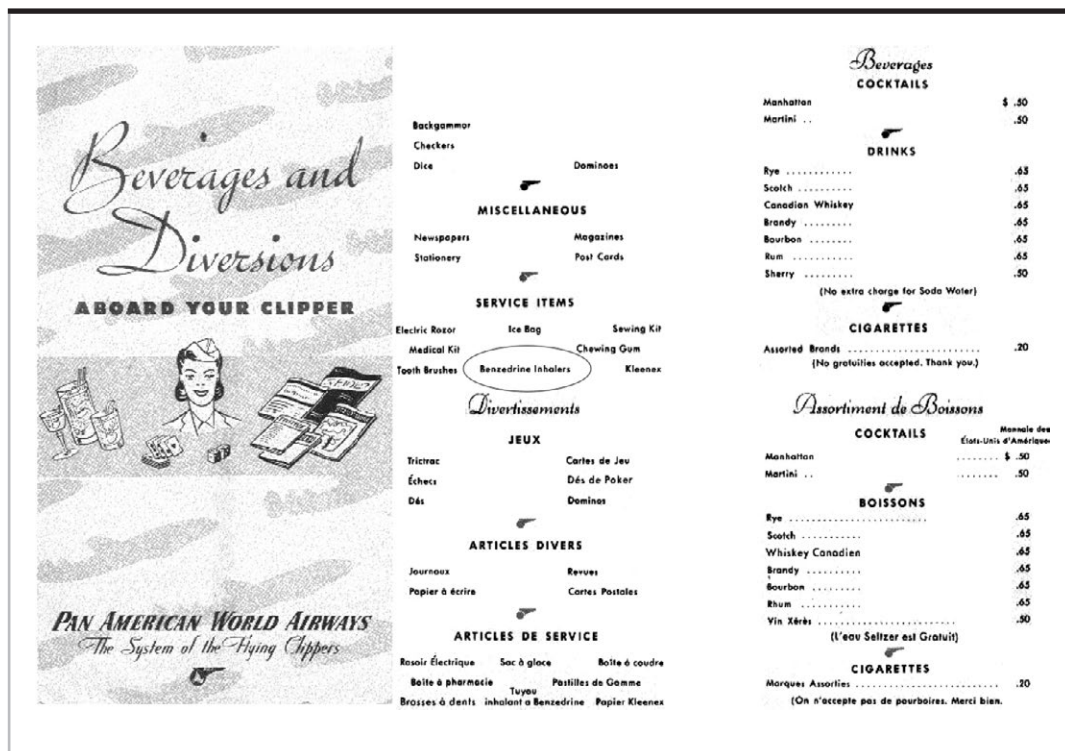 Beverages and
Diversions
ABOARD YOUR CLIPPER
PAN AMERICAN WORLD AIRWAYS
The System of the Flying Clippers
Backgammor
Checkers
Dice Dominoes
MISCELLANEOUS
Newspapers Magazines
Stationery Post Cards
SERVICE ITEMS
Electric Razor Ice Bag Sewing Kit
Medical Kit Chewing Gum
Tooth Brushes Benzedrine Inhalers Kleenex
Divertissements
JEUX
Trictrac Cartes de Jeu
Échecs Dés de Poker
Dés Dominos
ARTICLES DIVERS
Journaux Revues
Papier à écrire Cartes Postales
ARTICLES DE SERVICE
Rasoir Électrique Sac à glace Boîte à coudre
Boîte à pharmacie Pastilles de Gomme
Tuyau
Brosses à dents inhalant a Benzedrine Papier Kleenex
Beverages
COCKTAILS
Manhattan $ .50
Martini .. .50
DRINKS
Rye ............ .65
Scotch .......... .65
Canadian Whiskey .65
Brandy ......... .65
Bourbon ........ .65
Rum ........... .65
Sherry ......... .50
(No extra charge for Soda Water)
CIGARETTES
Assorted Brands ........................ .20
(No gratuities accepted. Thank you.)
Assortiment de Boissons
COCKTAILS Monnaie des
États-Unis d'Amérique
Manhattan ........ $ .50
Martini .. ........ .50
BOISSONS
Rye ......................... .65
Scotch .......... .65
Whiskey Canadien .65
Brandy .......... .65
Bourbon ......... .65
Rhum ........... .65
Vin Xérès .................... .50
(L'eau Seltzer est Gratuit)
CIGARETTES
Marques Assorties .......................... .20
(On n'accepte pas de pourboires. Merci bien.